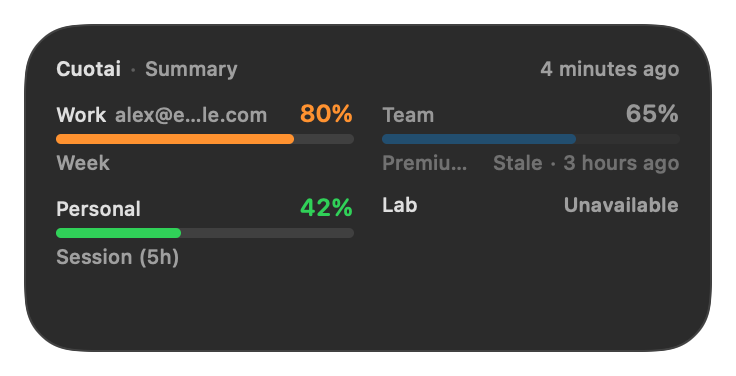 Cuotai · Summary 4 minutes ago
Work alex@e...le.com 80%
Week
Personal 42%
Session (5h)
Team 65%
Premiu... Stale · 3 hours ago
Lab Unavailable